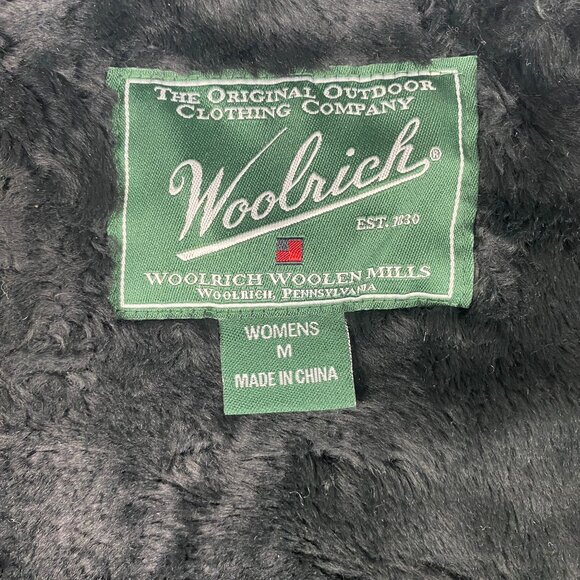 THE ORIGINAL OUTDOOR
CLOTHING COMPANY
Woolrich®
EST. 1830
WOOLRICH WOOLEN MILLS
WOOLRICH, PENNSYLVANIA
WOMENS
M
MADE IN CHINA